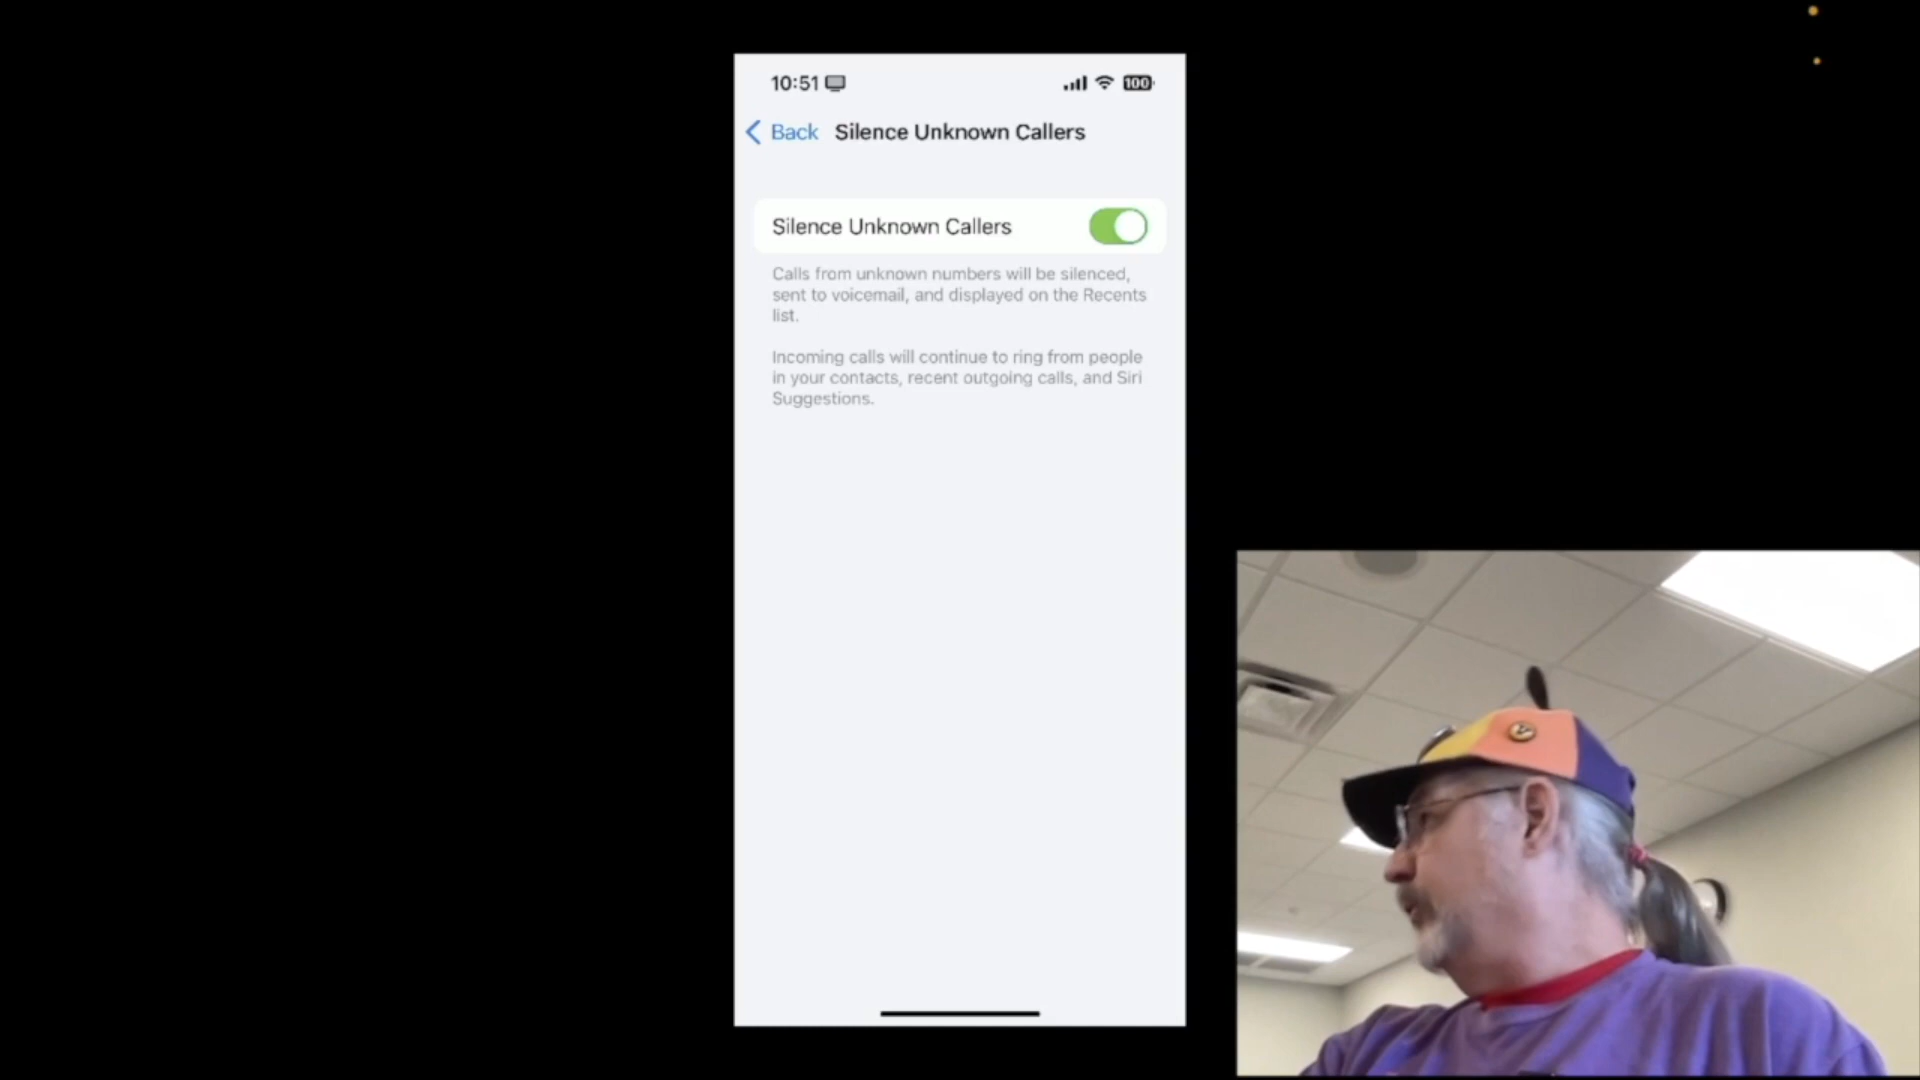 10:51
100
Back Silence Unknown Callers
Silence Unknown Callers
Calls from unknown numbers will be silenced,
sent to voicemail, and displayed on the Recents
list.
Incoming calls will continue to ring from people
in your contacts, recent outgoing calls, and Siri
Suggestions.